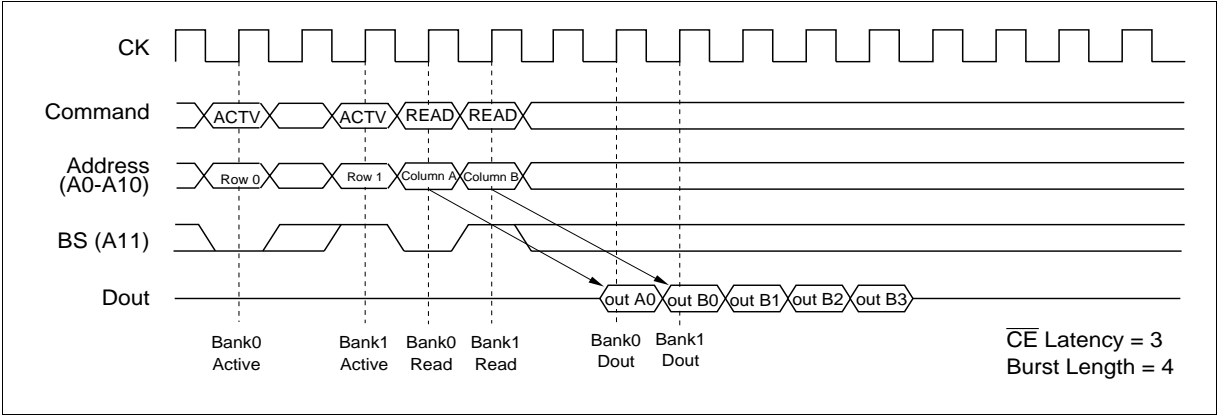 CK
Command
ACTV
ACTV
READ
READ
Address
(A0-A10)
Row 0
Row 1
Column A
Column B
BS (A11)
Dout
out A0
out B0
out B1
out B2
out B3
Bank0
Active
Bank1
Active
Bank0
Read
Bank1
Read
Bank0
Dout
Bank1
Dout
C̅E̅ Latency = 3
Burst Length = 4